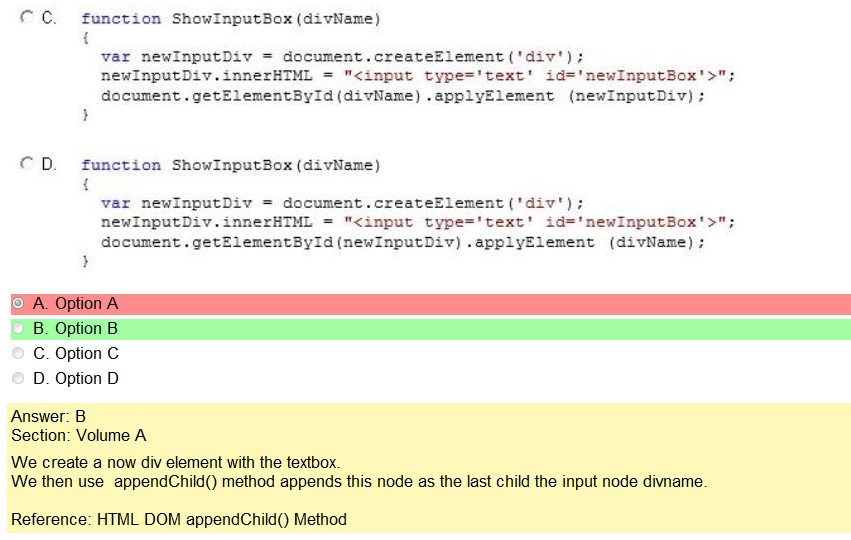 C. function ShowInputBox(divName)
{
var newInputDiv = document.createElement('div');
newInputDiv.innerHTML = "<input type='text' id='newInputBox'>";
document.getElementById(divName).applyElement (newInputDiv);
}
D. function ShowInputBox(divName)
{
var newInputDiv = document.createElement('div');
newInputDiv.innerHTML = "<input type='text' id='newInputBox'>";
document.getElementById(newInputDiv).applyElement (divName);
}
A. Option A
B. Option B
C. Option C
D. Option D
Answer: B
Section: Volume A
We create a now div element with the textbox.
We then use  appendChild() method appends this node as the last child the input node divname.
Reference: HTML DOM appendChild() Method